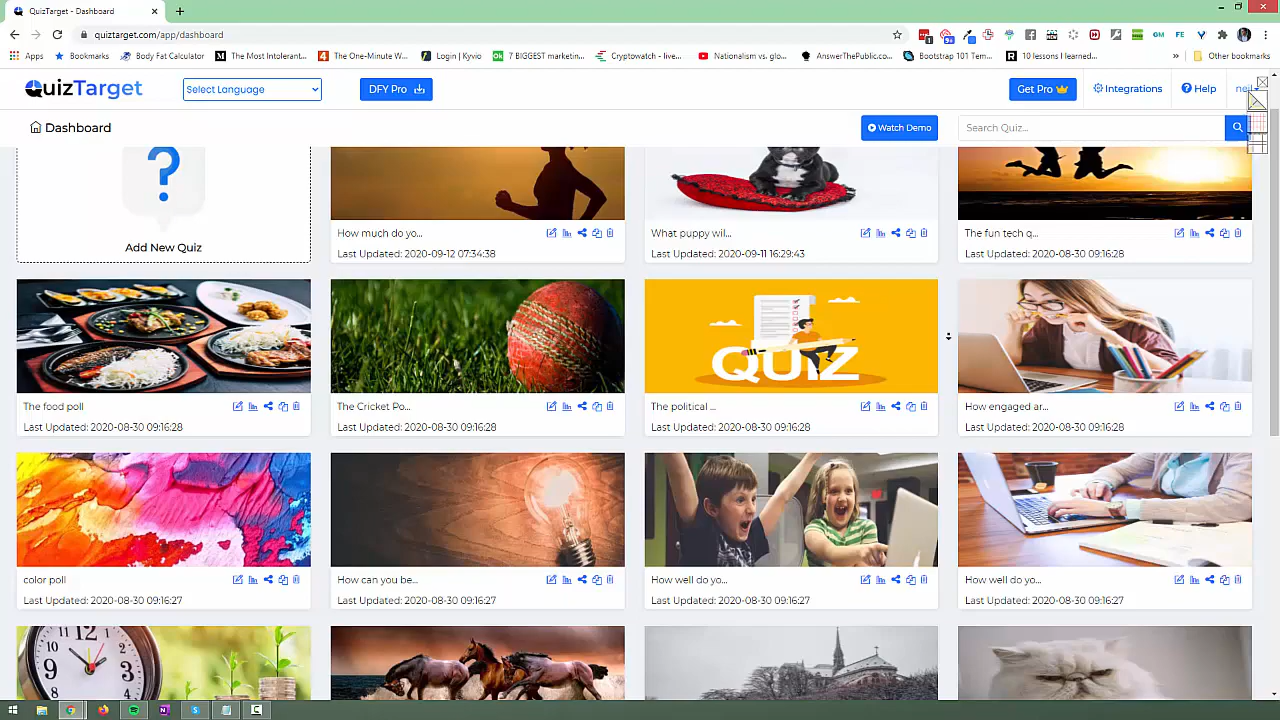 QuizTarget - Dashboard
quiztarget.com/app/dashboard
Apps
Bookmarks
Body Fat Calculator
The Most Intolerant...
The One-Minute W...
Login | Kyvio
7 BIGGEST marketin...
Cryptowatch - live...
Nationalism vs. glo...
AnswerThePublic.co...
Bootstrap 101 Tem...
10 lessons I learned...
Other bookmarks
QuizTarget
Select Language
DFY Pro
Get Pro
Integrations
Help
Dashboard
Watch Demo
Search Quiz...
Add New Quiz
How much do yo...
Last Updated: 2020-09-12 07:34:38
What puppy wil...
Last Updated: 2020-09-11 16:29:43
The fun tech q...
Last Updated: 2020-08-30 09:16:28
The food poll
Last Updated: 2020-08-30 09:16:28
The Cricket Po...
Last Updated: 2020-08-30 09:16:28
QUIZ
The political ...
Last Updated: 2020-08-30 09:16:28
How engaged ar...
Last Updated: 2020-08-30 09:16:28
color poll
Last Updated: 2020-08-30 09:16:27
How can you be...
Last Updated: 2020-08-30 09:16:27
How well do yo...
Last Updated: 2020-08-30 09:16:27
How well do yo...
Last Updated: 2020-08-30 09:16:27
11 12 1
10 2
9 3